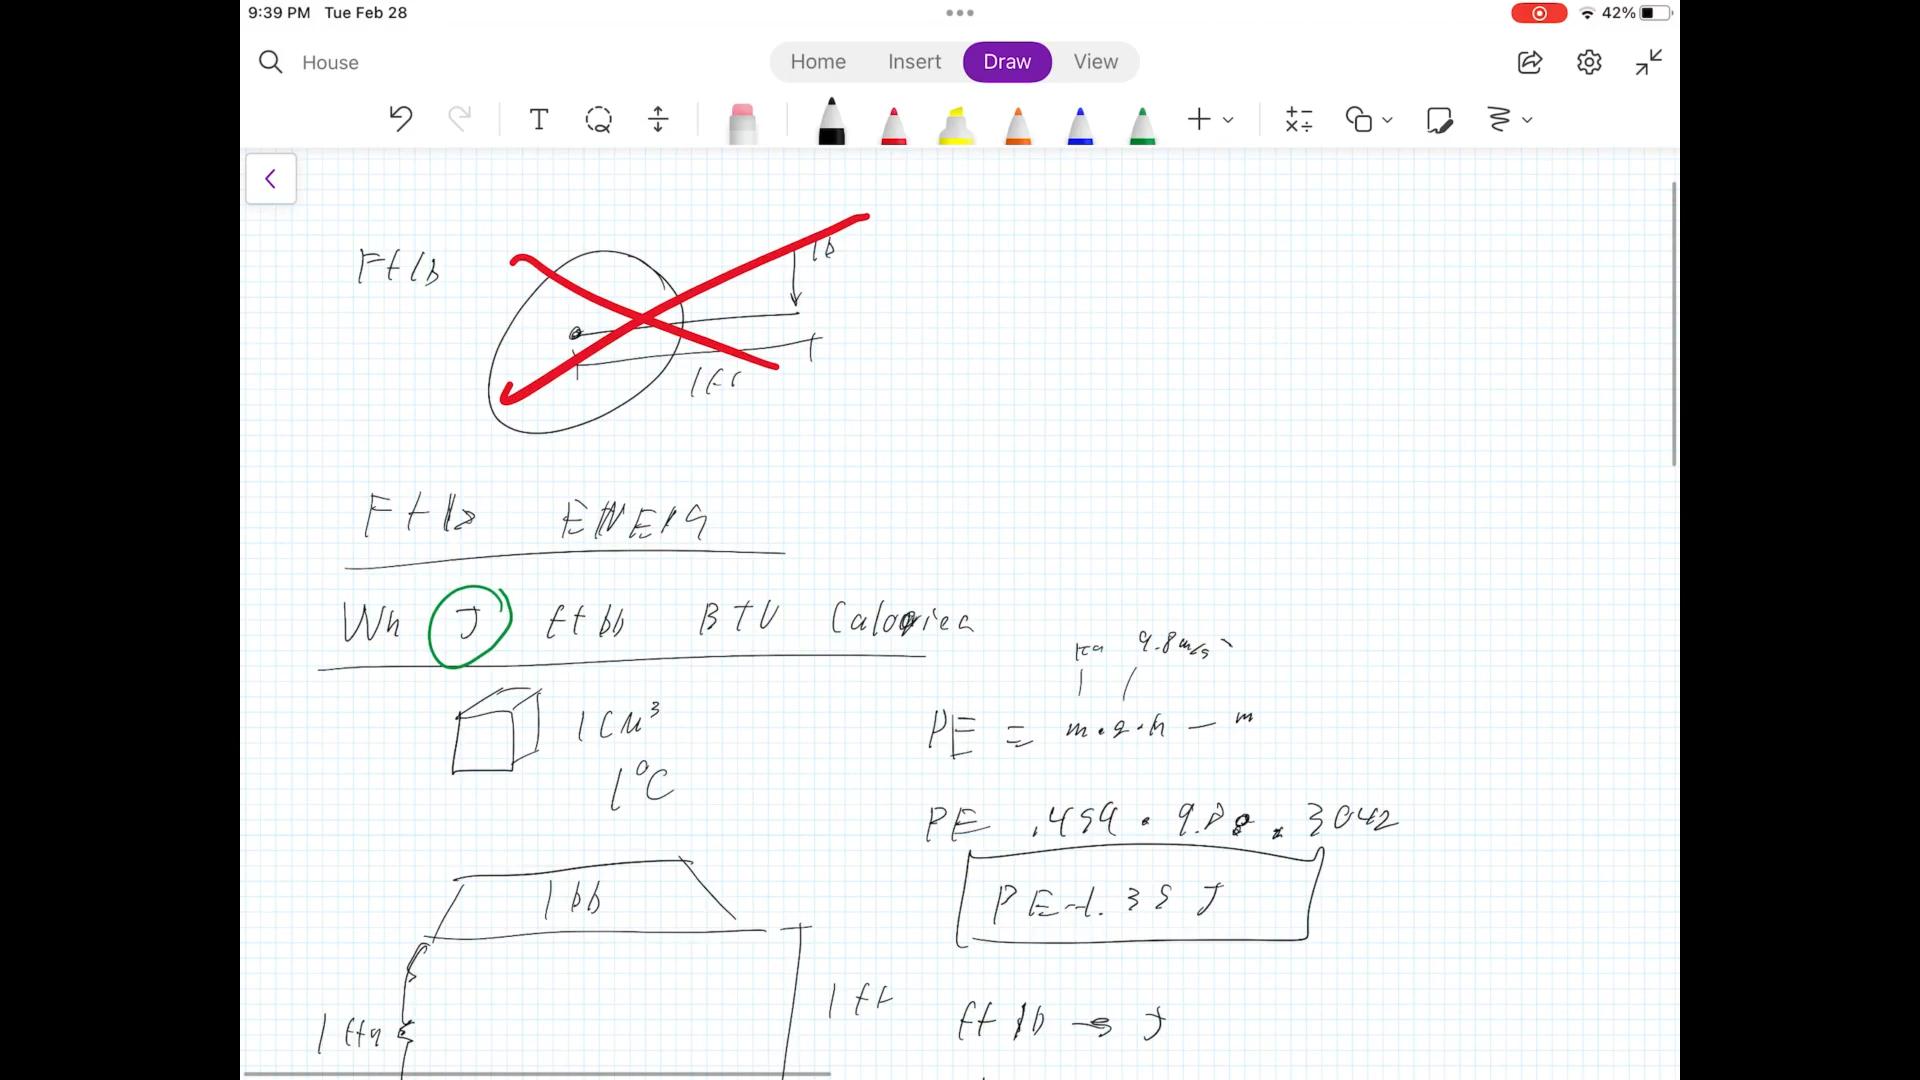 9:39 PM Tue Feb 28
42%
House
Home Insert Draw View
Ft lb
lb
1
Ft lb ENERG
Wh J ft lb BTU Calories
Kg 9.8 m/s
1 CM³
PE = m.g.h — m
1°C
PE .454 . 9.8 . 3042
1 lb
PE 1.35 J
1 ft
1
ft lb → J